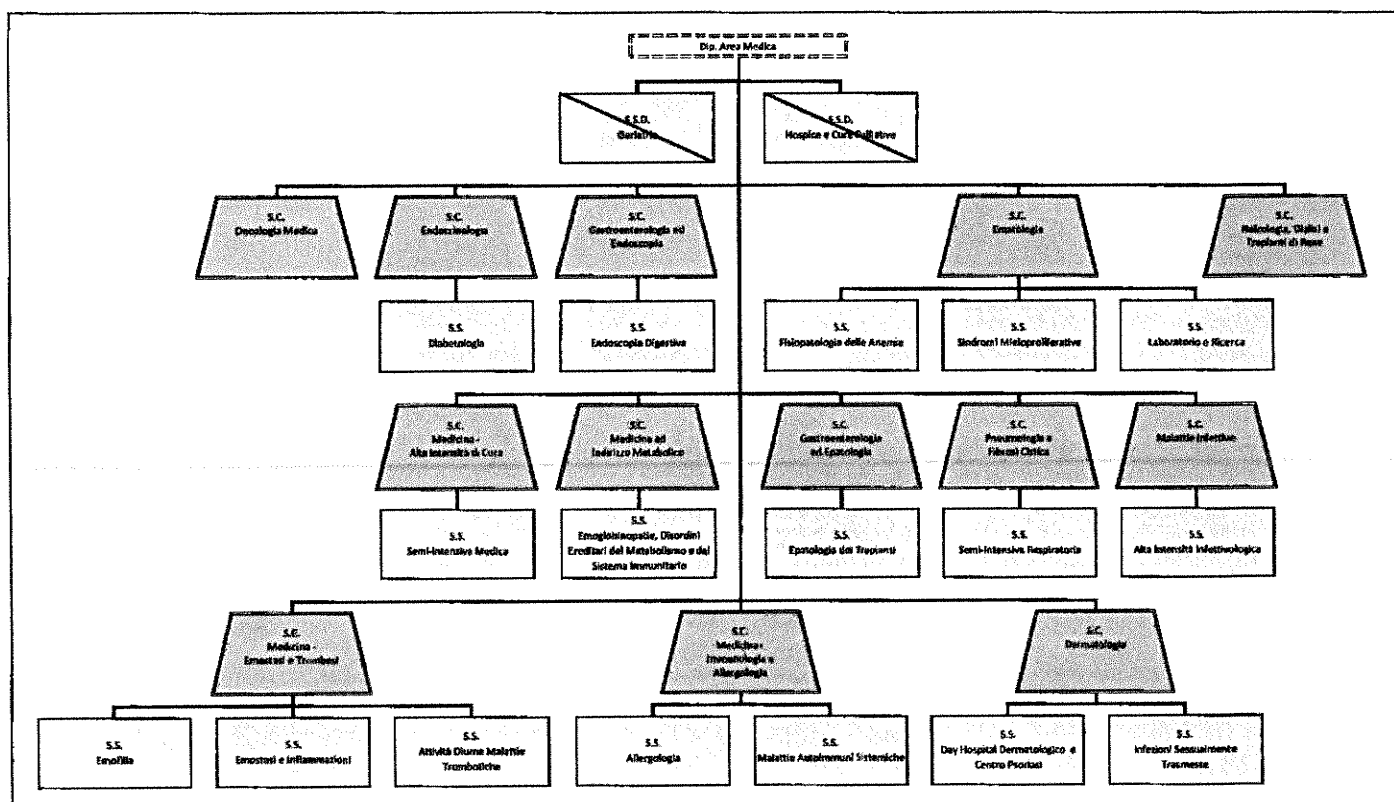 Dip. Area Medica
S.S.D.
Geriatria
S.S.D.
Hospice e Cure Palliative
S.C.
Oncologia Medica
S.C.
Endocrinologia
S.C.
Gastroenterologia ed
Endoscopia
S.C.
Ematologia
S.C.
Nefrologia, Dialisi e
Trapianti di Rene
S.S.
Diabetologia
S.S.
Endoscopia Digestiva
S.S.
Fisiopatologia delle Anemie
S.S.
Sindromi Mieloproliferative
S.S.
Laboratorio e Ricerca
S.C.
Medicina -
Alta Intensità di Cura
S.C.
Medicina ad
Indirizzo Metabolico
S.C.
Gastroenterologia
ed Epatologia
S.C.
Pneumologia e
Fibrosi Cistica
S.C.
Malattie Infettive
S.S.
Semi-Intensiva Medica
S.S.
Emoglobinopatie, Disordini
Ereditari del Metabolismo e del
Sistema Immunitario
S.S.
Epatologia dei Trapianti
S.S.
Semi-Intensiva Respiratoria
S.S.
Alta Intensità Infettivologica
S.C.
Medicina -
Emostasi e Trombosi
S.C.
Medicina -
Immunologia e
Allergologia
S.C.
Dermatologia
S.S.
Emofilia
S.S.
Emostasi e Infiammazioni
S.S.
Attività Diurne Malattie
Trombotiche
S.S.
Allergologia
S.S.
Malattie Autoimmuni Sistemiche
S.S.
Day Hospital Dermatologico e
Centro Psoriasi
S.S.
Infezioni Sessualmente
Trasmesse